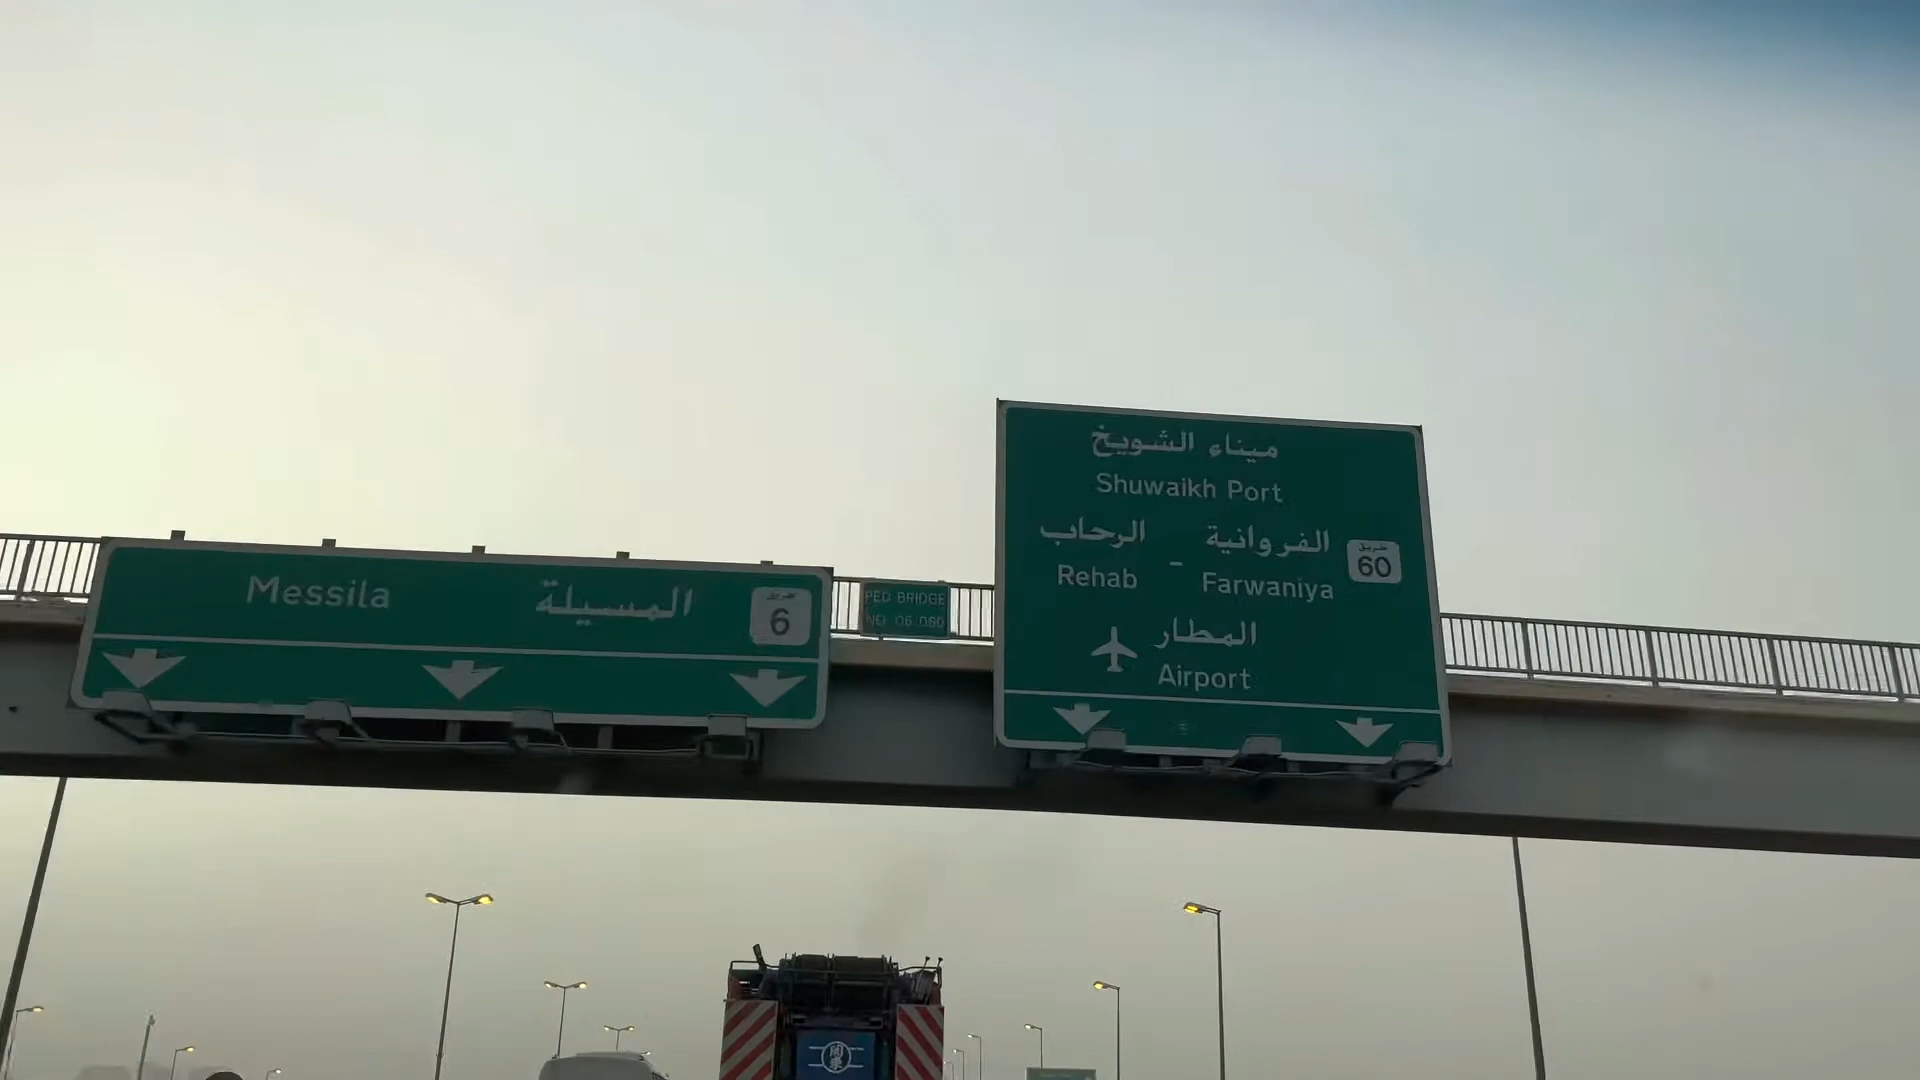 Messila المسيلة
طريق
6
PED BRIDGE
NO 06 060
ميناء الشويخ
Shuwaikh Port
الفروانية - الرحاب
Rehab - Farwaniya
طريق
60
المطار
Airport